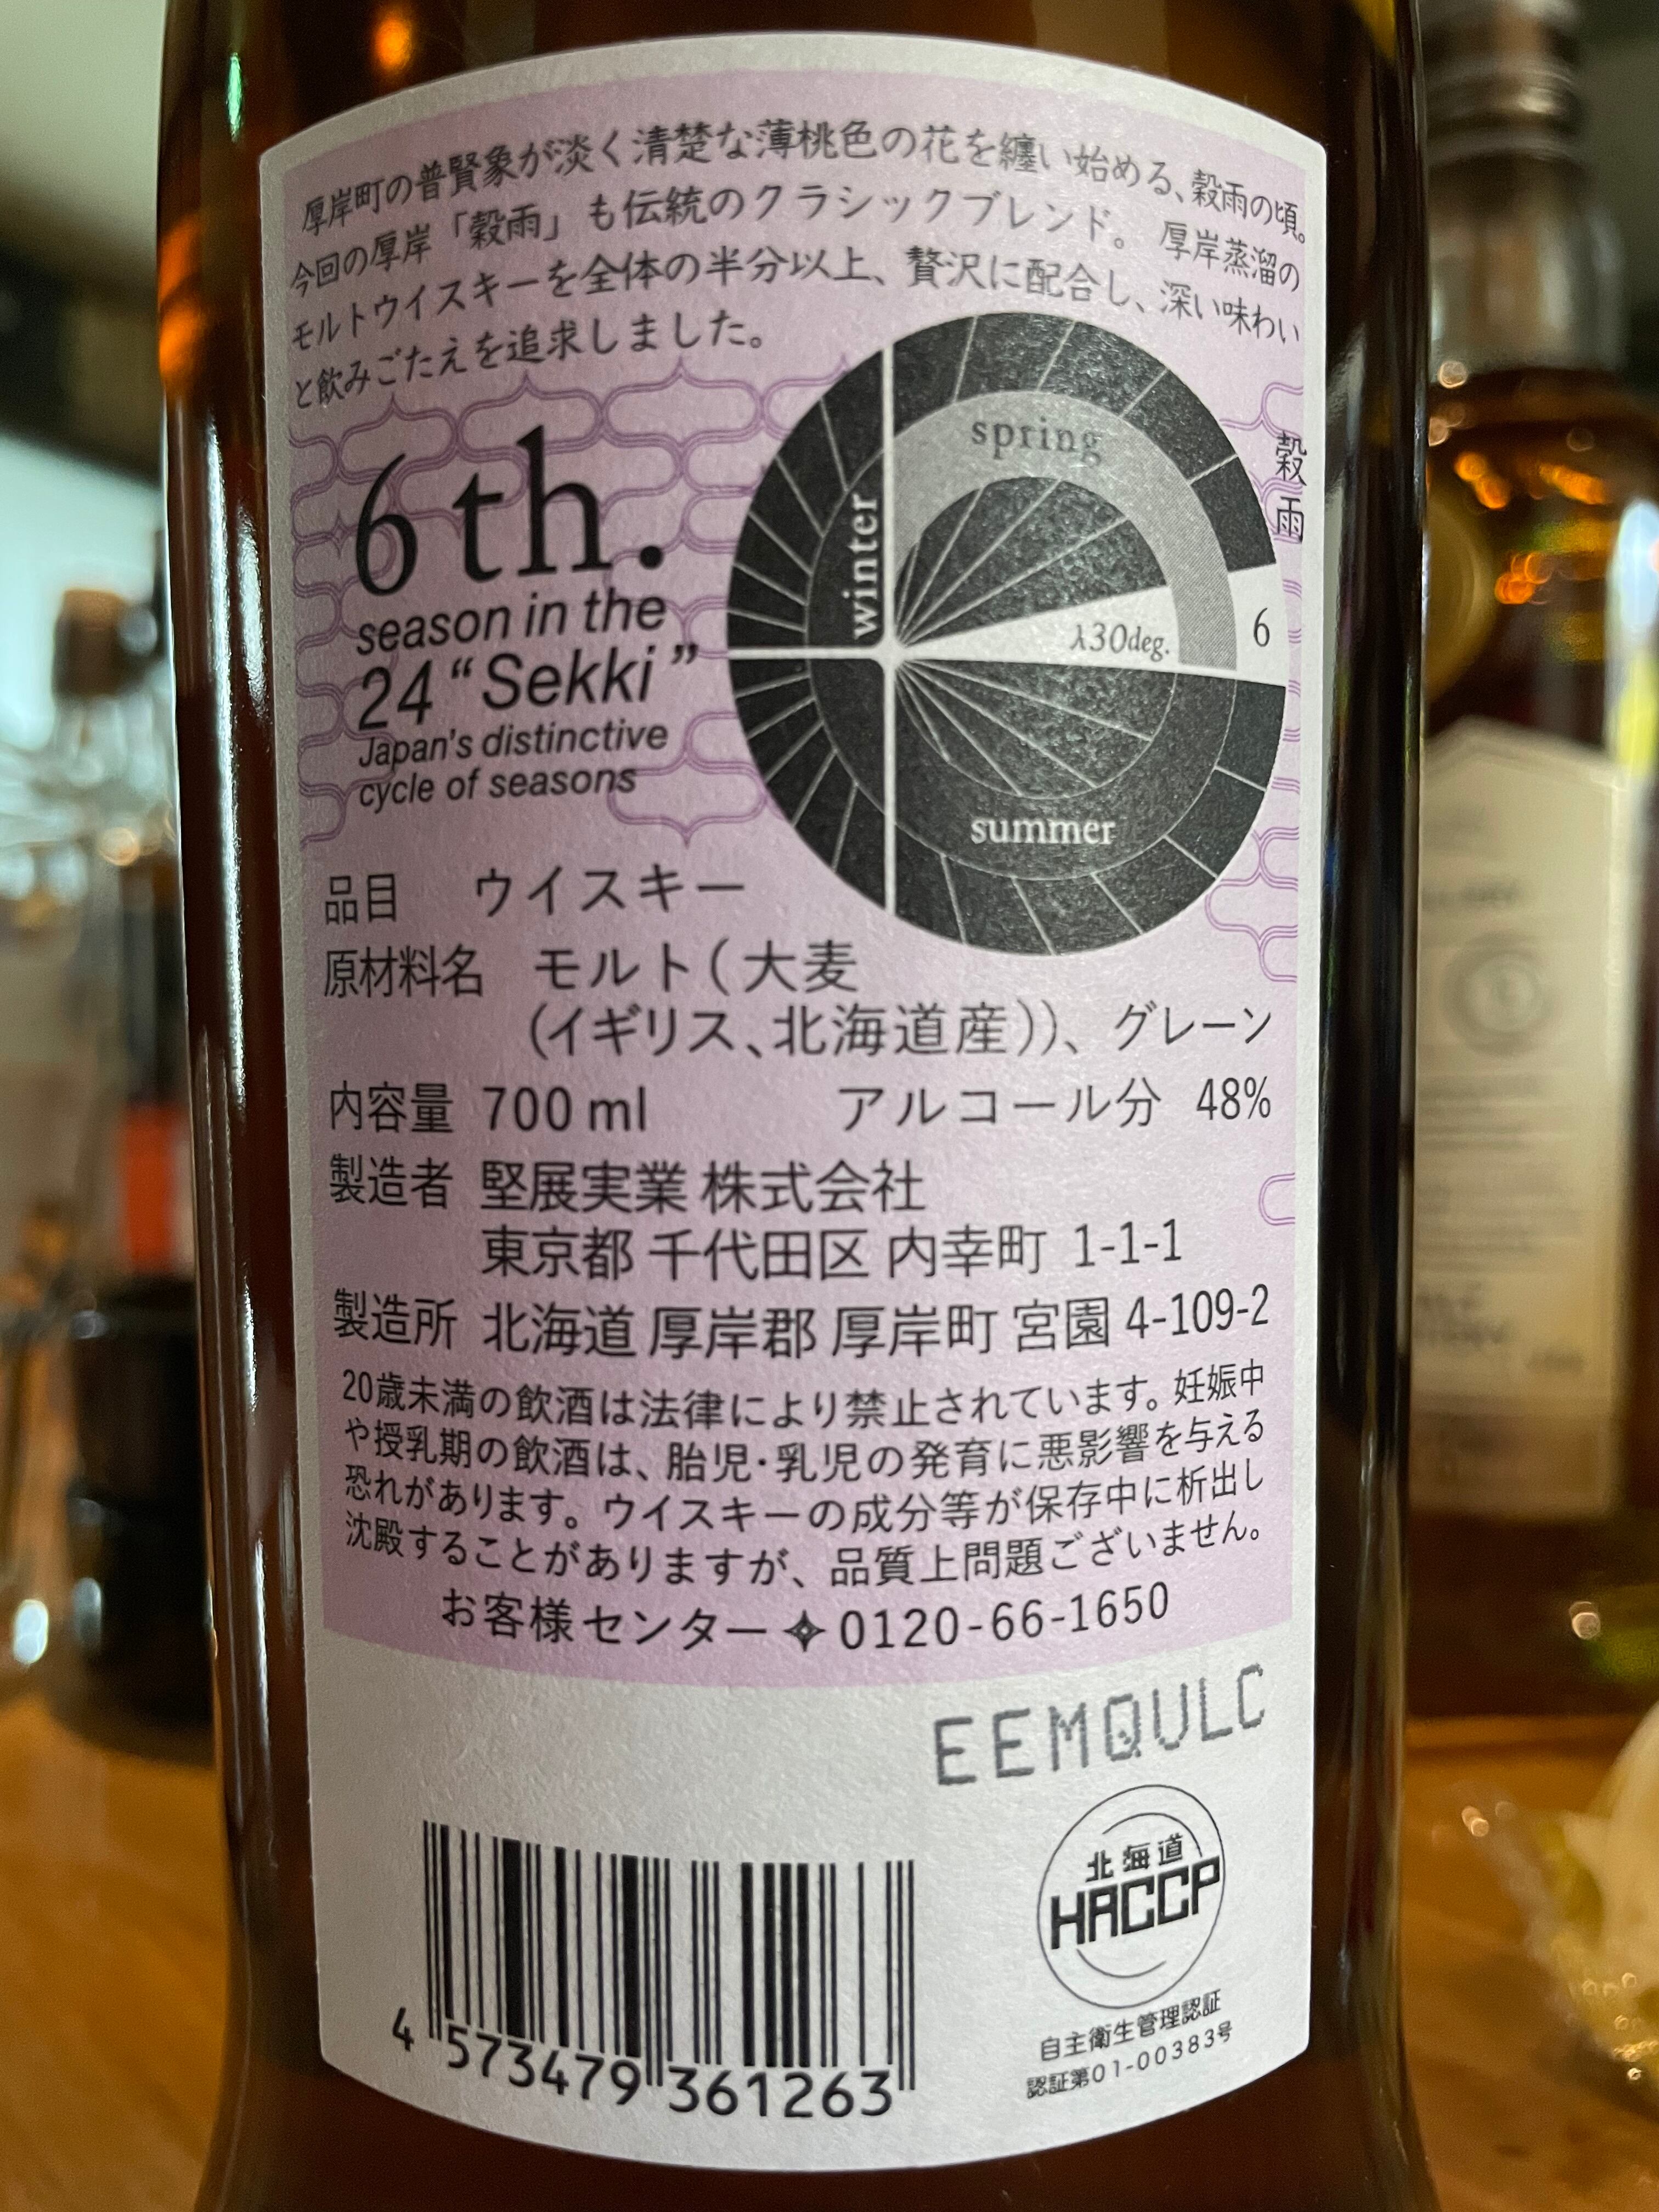 厚岸町の普賢象が淡く清楚な薄桃色の花を纏い始める、穀雨の頃。
今回の厚岸「穀雨」も伝統のクラシックブレンド。 厚岸蒸溜の
モルトウイスキーを全体の半分以上、贅沢に配合し、深い味わい
と飲みごたえを追求しました。
6th.
season in the
24 “Sekki”
Japan's distinctive
cycle of seasons
spring
winter
summer
λ30deg.
6
穀雨
品目 ウイスキー
原材料名 モルト(大麦
(イギリス、北海道産))、グレーン
内容量 700 ml アルコール分 48%
製造者 堅展実業 株式会社
東京都 千代田区 内幸町 1-1-1
製造所 北海道 厚岸郡 厚岸町 宮園 4-109-2
20歳未満の飲酒は法律により禁止されています。妊娠中
や授乳期の飲酒は、胎児・乳児の発育に悪影響を与える
恐れがあります。ウイスキーの成分等が保存中に析出し
沈殿することがありますが、品質上問題ございません。
お客様センター✧0120-66-1650
EEMQULC
北海道
HACCP
自主衛生管理認証
認証第01-00383号
4 573479 361263